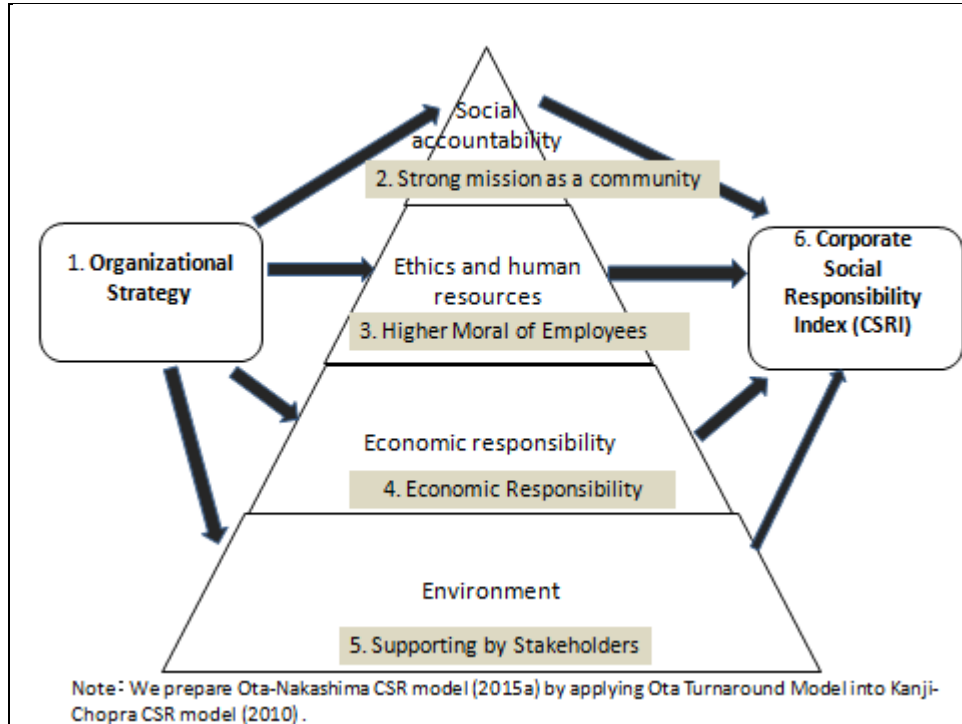 Social
accountability
2. Strong mission as a community
1. Organizational
Strategy
Ethics and human
resources
3. Higher Moral of Employees
6. Corporate
Social
Responsibility
Index (CSRI)
Economic responsibility
4. Economic Responsibility
Environment
5. Supporting by Stakeholders
Note: We prepare Ota-Nakashima CSR model (2015a) by applying Ota Turnaround Model into Kanji-
Chopra CSR model (2010) .